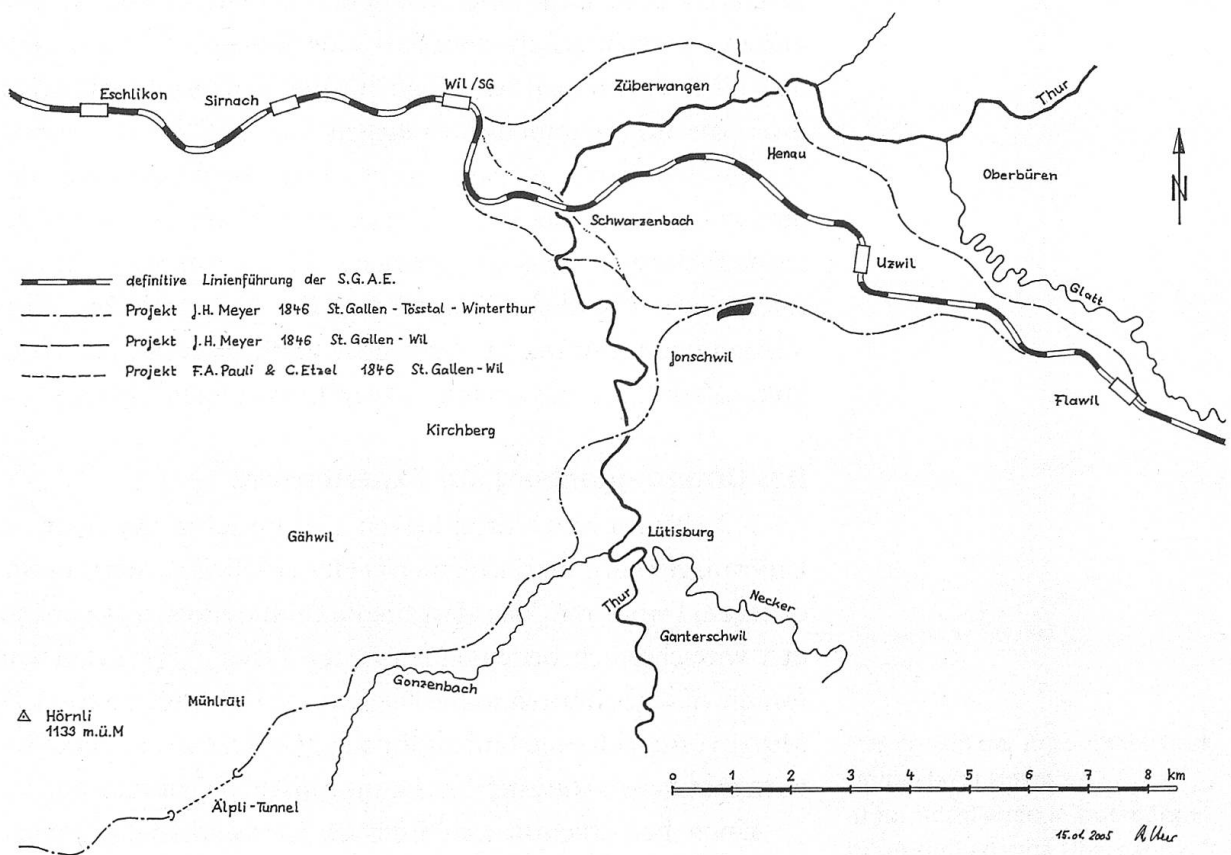 Eschlikon
Sirnach
Wil/SG
Züberwangen
Thur
Henau
Oberbüren
N
Schwarzenbach
Uzwil
Glatt
definitive Linienführung der S.G.A.E.
Projekt J.H. Meyer 1846 St.Gallen - Tösstal - Winterthur
Projekt J.H. Meyer 1846 St.Gallen - Wil
Projekt F.A. Pauli & C. Etzel 1846 St.Gallen - Wil
Jonschwil
Flawil
Kirchberg
Gähwil
Lütisburg
Thur
Necker
Ganterschwil
Gonzenbach
Mühlrüti
Hörnli
1133 m.ü.M
Älpli-Tunnel
0 1 2 3 4 5 6 7 8 km
15.01.2005